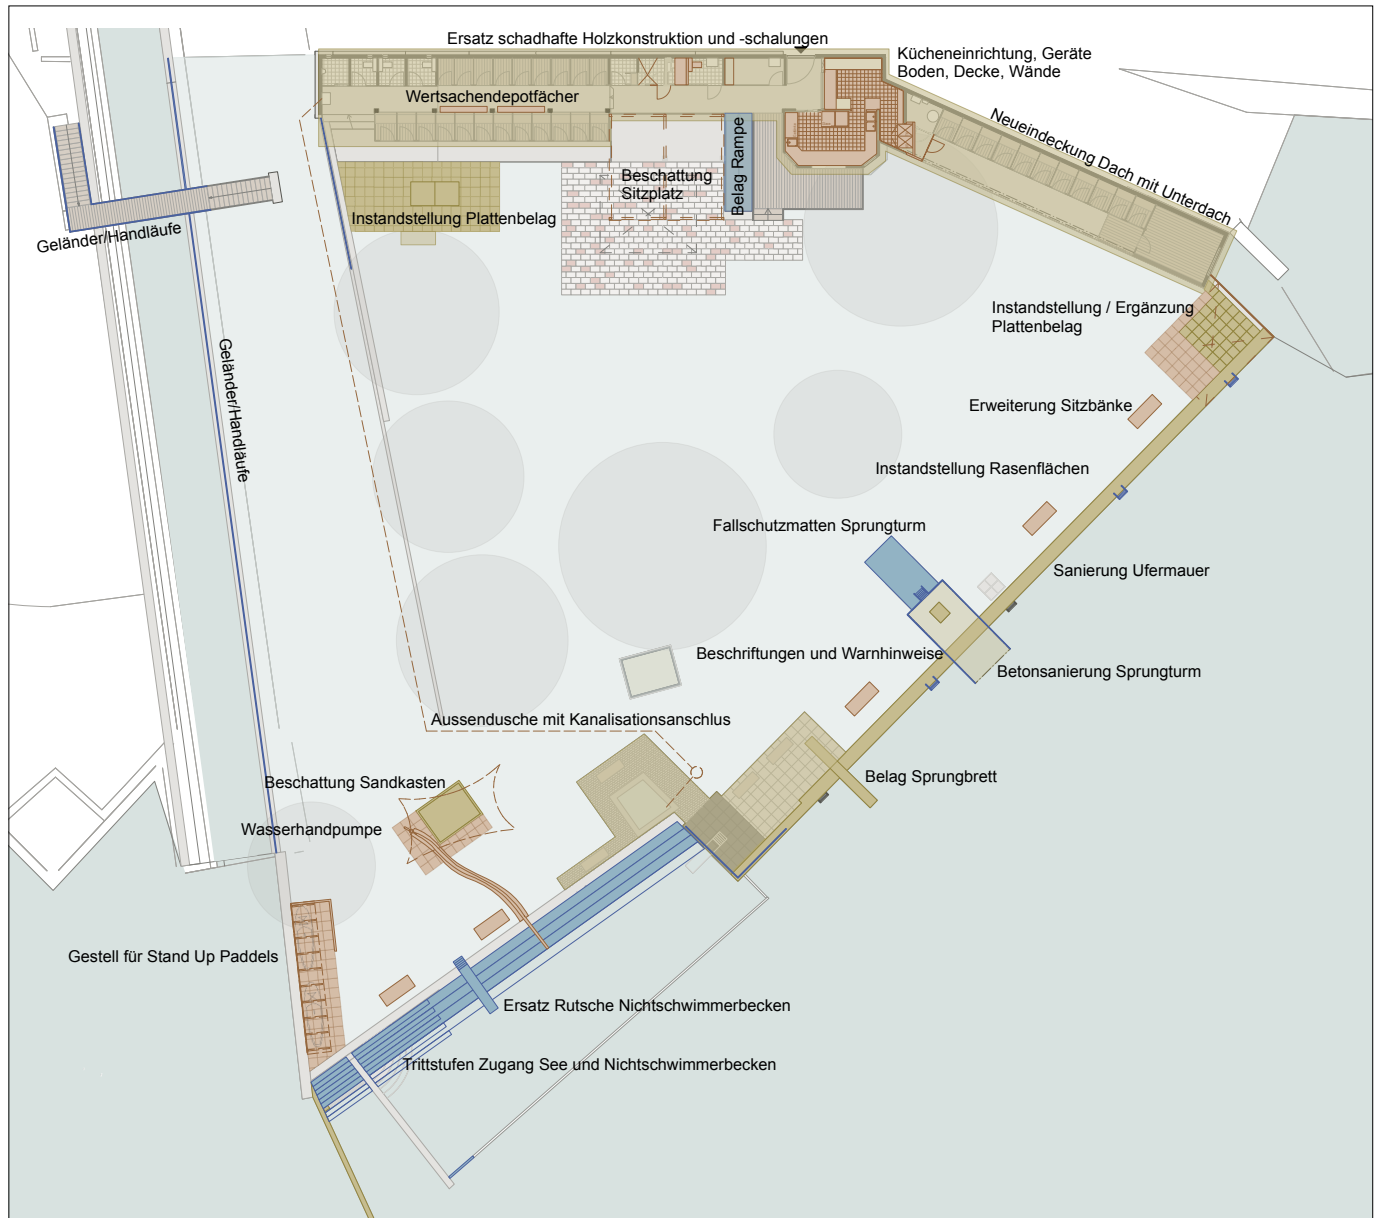 Ersatz schadhafte Holzkonstruktion und -schalungen
Kücheneinrichtung, Geräte
Boden, Decke, Wände
Wertsachendepotfächer
Neueindeckung Dach mit Unterdach
Belag Rampe
Beschattung
Sitzplatz
Instandstellung Plattenbelag
Geländer/Handläufe
Instandstellung / Ergänzung
Plattenbelag
Geländer/Handläufe
Erweiterung Sitzbänke
Instandstellung Rasenflächen
Fallschutzmatten Sprungturm
Sanierung Ufermauer
Beschriftungen und Warnhinweise
Betonsanierung Sprungturm
Aussendusche mit Kanalisationsanschlus
Beschattung Sandkasten
Belag Sprungbrett
Wasserhandpumpe
Gestell für Stand Up Paddels
Ersatz Rutsche Nichtschwimmerbecken
Trittstufen Zugang See und Nichtschwimmerbecken